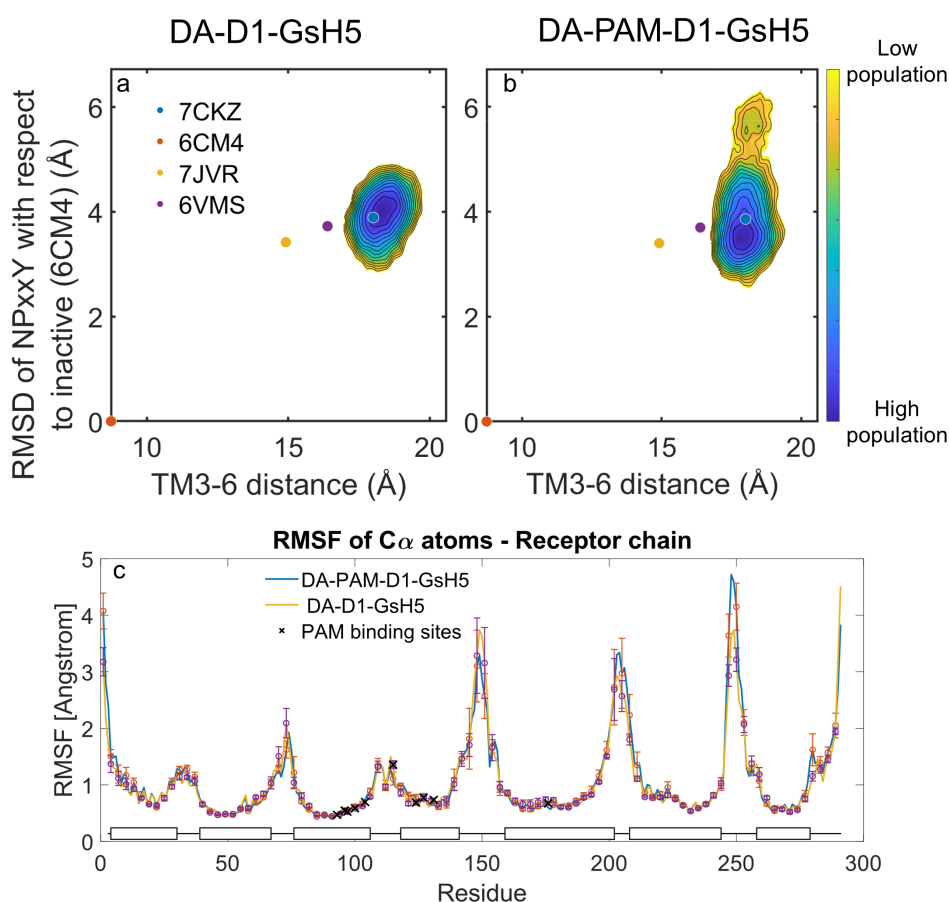 DA-D1-GsH5
DA-PAM-D1-GsH5
Low
population
High
population
RMSD of NPxxY with respect
to inactive (6CM4) (Å)
a
7CKZ
6CM4
7JVR
6VMS
6
4
2
0
10
15
20
TM3-6 distance (Å)
b
6
4
2
0
10
15
20
TM3-6 distance (Å)
RMSF of Cα atoms - Receptor chain
c
DA-PAM-D1-GsH5
DA-D1-GsH5
PAM binding sites
RMSF [Angstrom]
5
4
3
2
1
0
0
50
100
150
200
250
300
Residue